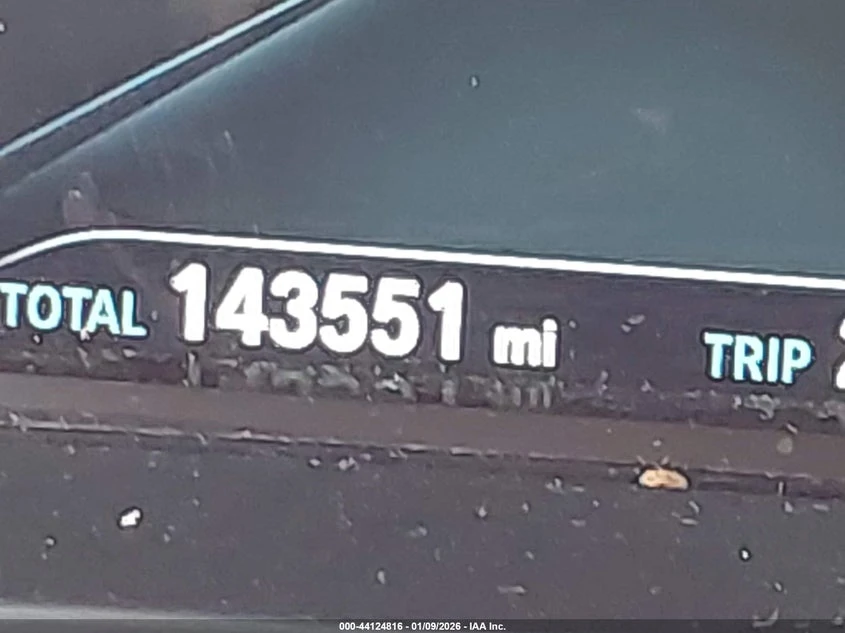 TOTAL 143551 mi TRIP
000-44124816 - 01/09/2026 - IAA Inc.